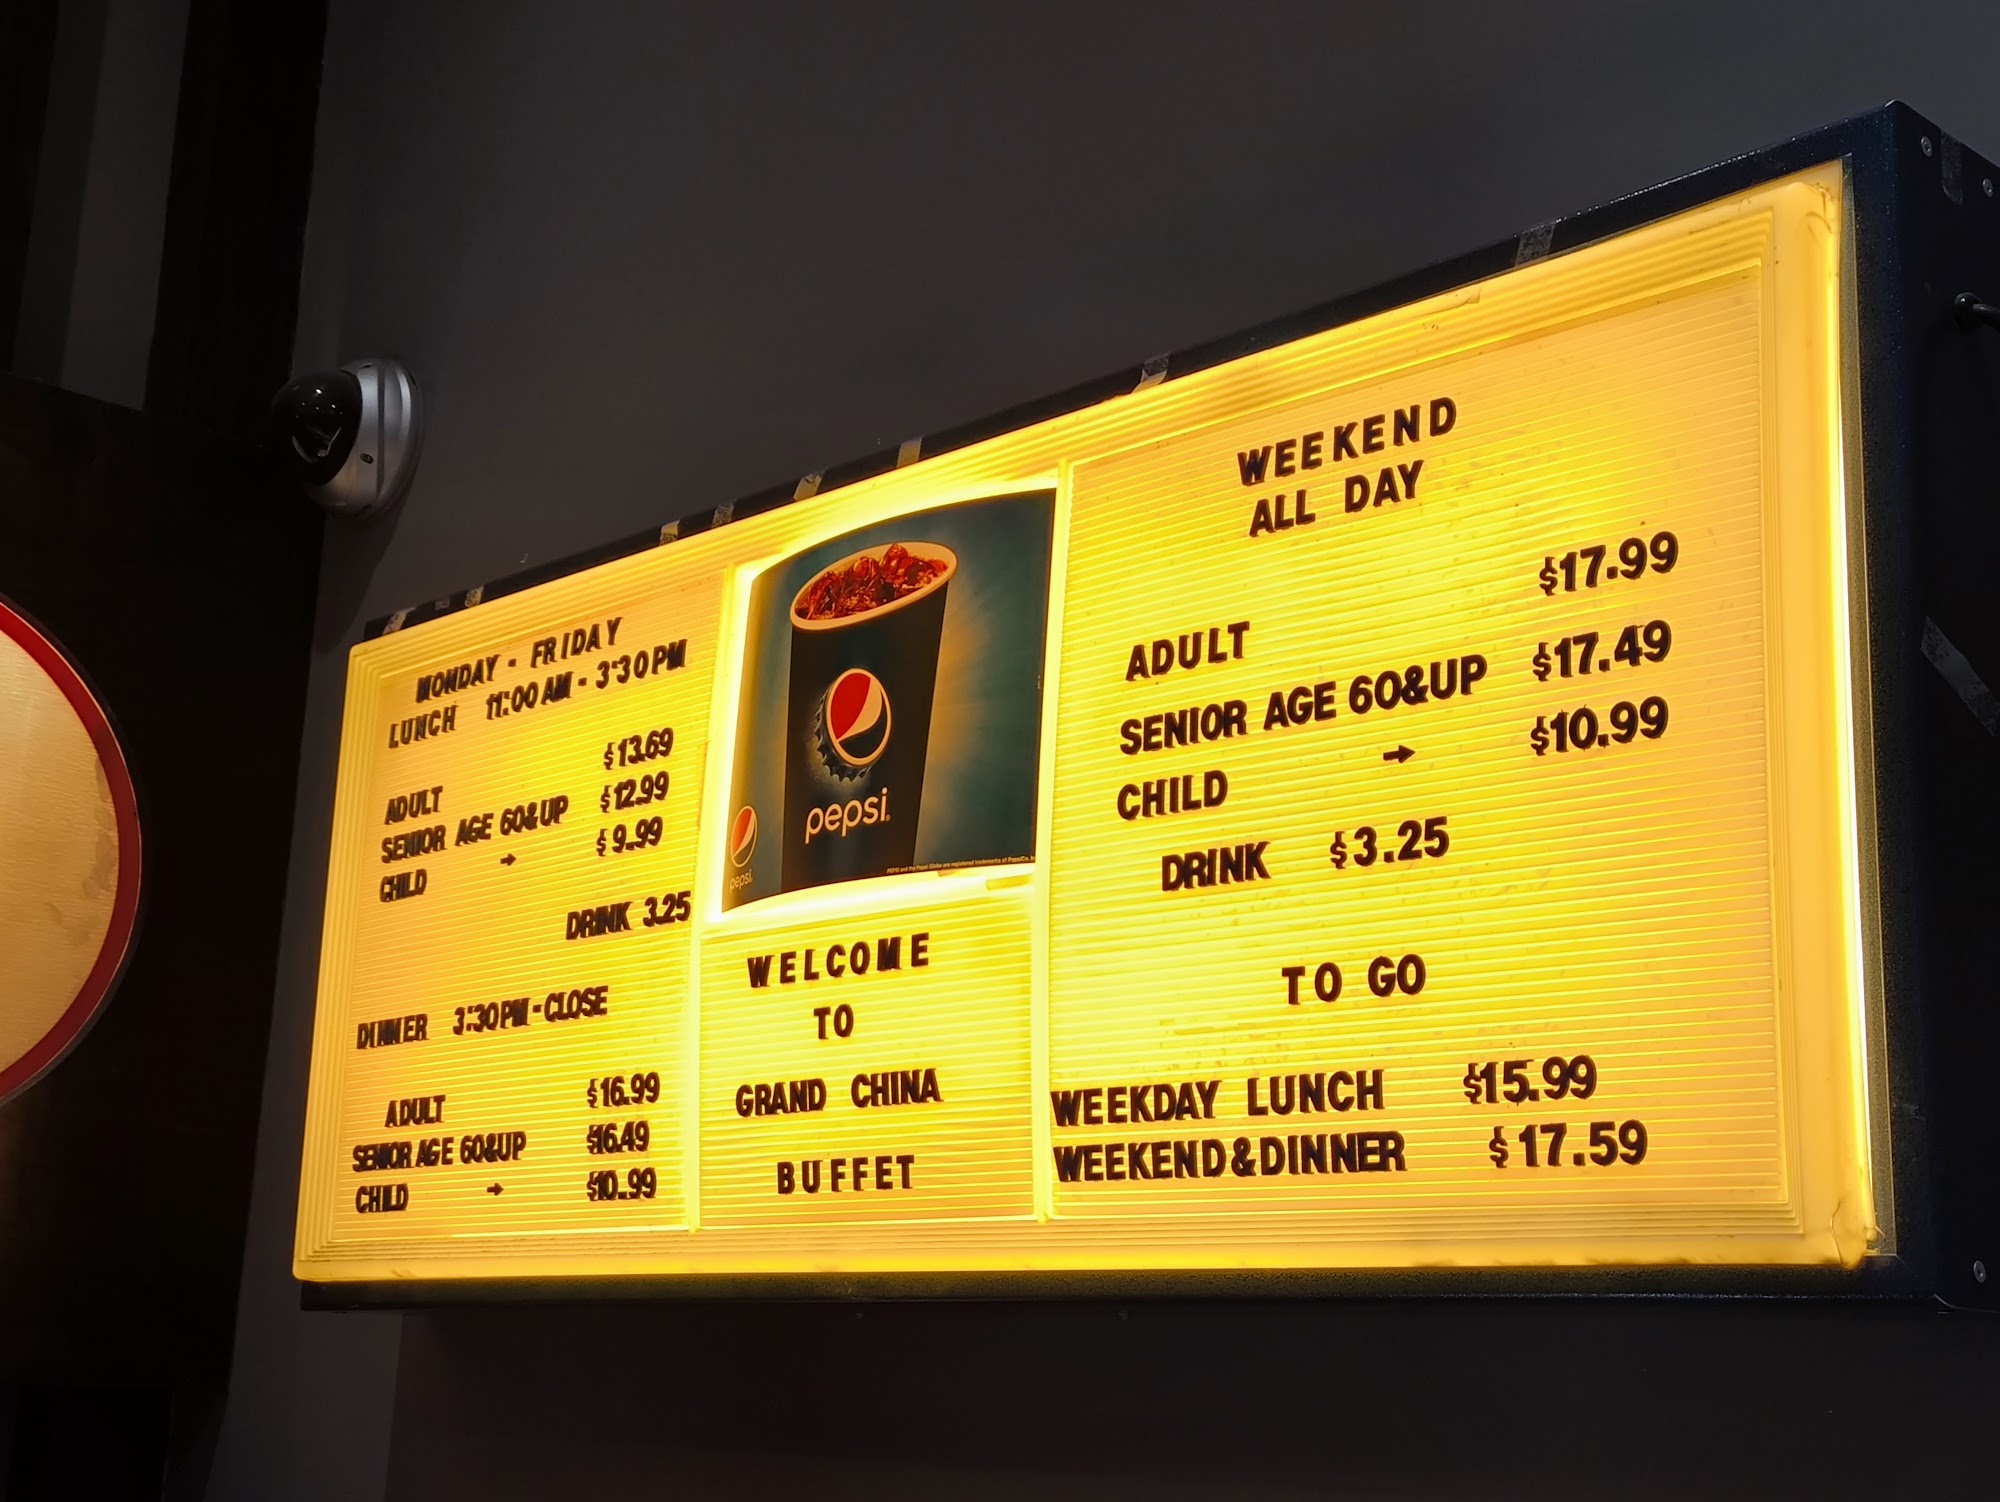 MONDAY - FRIDAY
LUNCH 11:00 AM - 3:30 PM
ADULT $13.69
SENIOR AGE 60&UP $12.99
CHILD → $9.99
DRINK 3.25
DINNER 3:30PM-CLOSE
ADULT $16.99
SENIOR AGE 60&UP $16.49
CHILD → $10.99
pepsi
pepsi
WELCOME
TO
GRAND CHINA
BUFFET
WEEKEND
ALL DAY
ADULT $17.99
SENIOR AGE 60&UP $17.49
CHILD → $10.99
DRINK $3.25
TO GO
WEEKDAY LUNCH $15.99
WEEKEND&DINNER $17.59